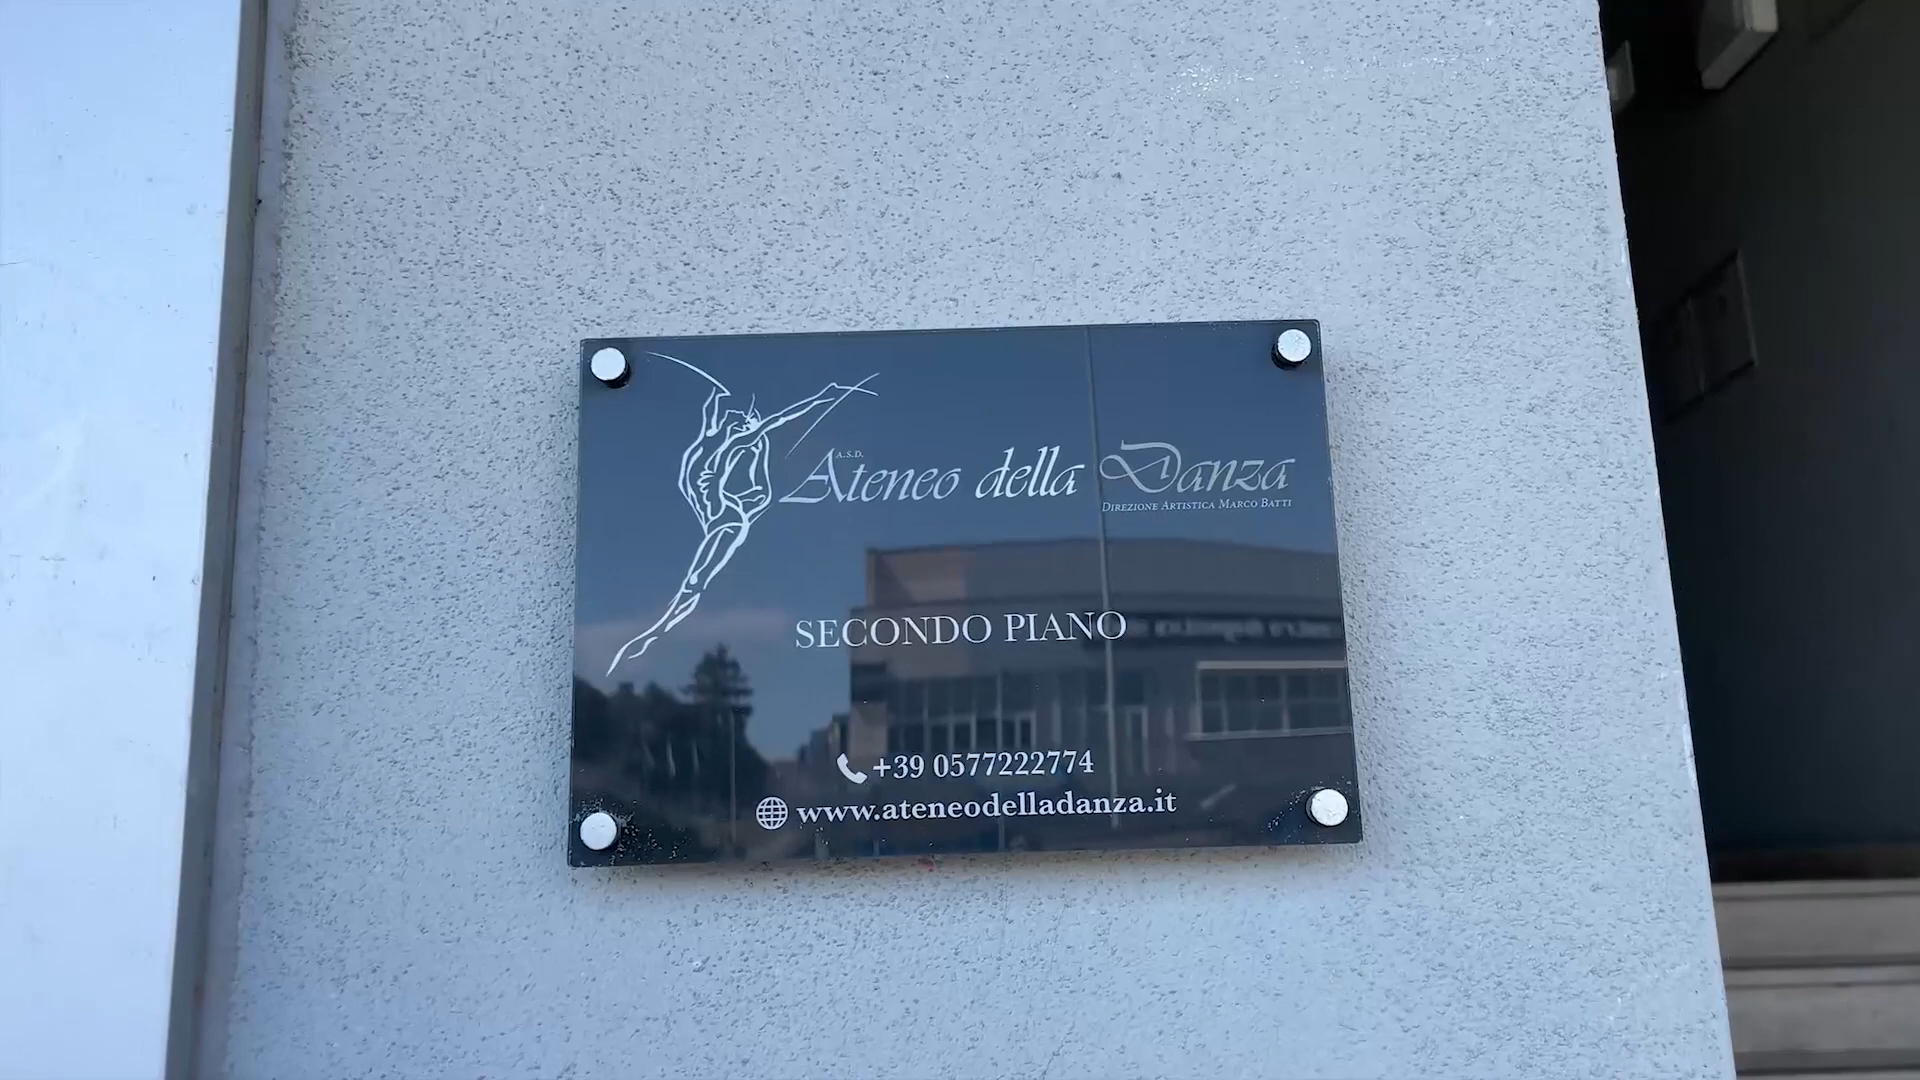 A.S.D.
Ateneo della Danza
DIREZIONE ARTISTICA MARCO BATTI
SECONDO PIANO
+39 0577222774
www.ateneodelladanza.it